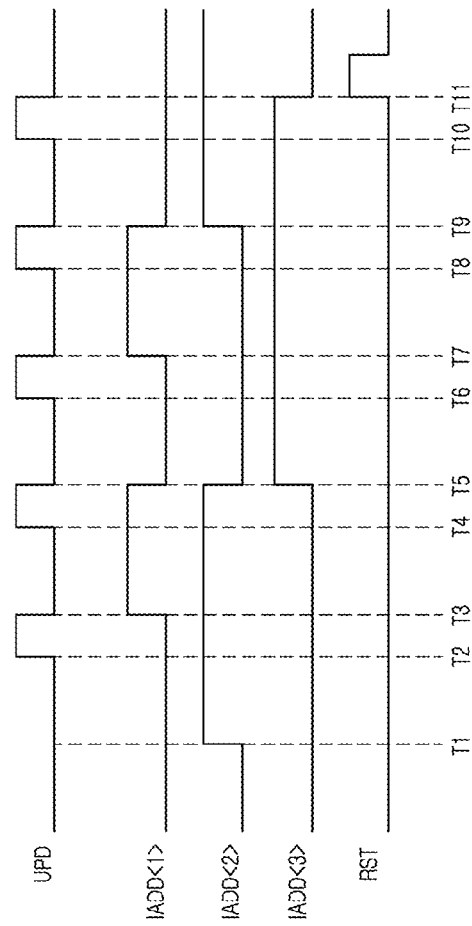 UPD
IADD<1>
IADD<2>
IADD<3>
RST
T1 T2 T3 T4 T5 T6 T7 T8 T9 T10 T11